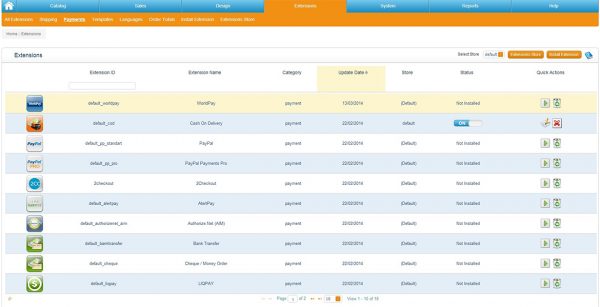 Catalog Sales Design Extensions System Reports Help
All Extensions Shipping Payments Templates Languages Order Totals Install Extension Extensions Store
Home : Extensions
Extensions Select Store default Extensions Store Install Extension
Extension ID Extension Name Category Update Date Store Status Quick Actions
WorldPay default_worldpay WorldPay payment 13/03/2014 (Default) Not Installed
default_cod Cash On Delivery payment 22/02/2014 default ON
PayPal default_pp_standart PayPal payment 22/02/2014 (Default) Not Installed
PayPal PRO default_pp_pro PayPal Payments Pro payment 22/02/2014 (Default) Not Installed
2CO default_2checkout 2Checkout payment 22/02/2014 (Default) Not Installed
default_alertpay AlertPay payment 22/02/2014 (Default) Not Installed
default_authorizenet_aim Authorize.Net (AIM) payment 22/02/2014 (Default) Not Installed
default_banktransfer Bank Transfer payment 22/02/2014 (Default) Not Installed
default_cheque Cheque / Money Order payment 22/02/2014 (Default) Not Installed
default_liqpay LIQPAY payment 22/02/2014 (Default) Not Installed
Page 1 of 2 10 View 1 - 10 of 19